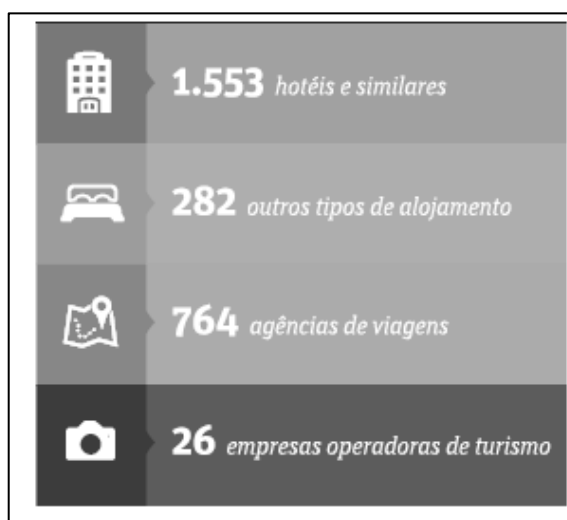 1.553 hotéis e similares
282 outros tipos de alojamento
764 agências de viagens
26 empresas operadoras de turismo